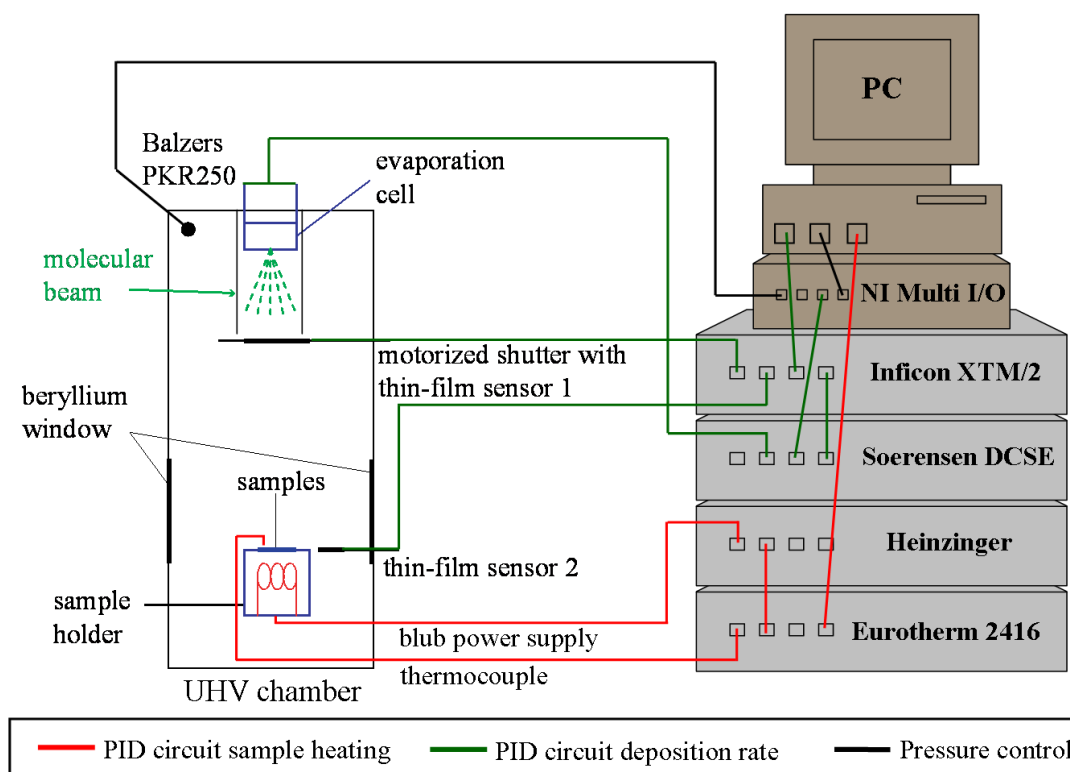 PC
Balzers
PKR250
evaporation
cell
molecular
beam
NI Multi I/O
motorized shutter with
thin-film sensor 1
Inficon XTM/2
beryllium
window
Soerensen DCSE
samples
Heinzinger
thin-film sensor 2
sample
holder
blub power supply
Eurotherm 2416
thermocouple
UHV chamber
PID circuit sample heating
PID circuit deposition rate
Pressure control